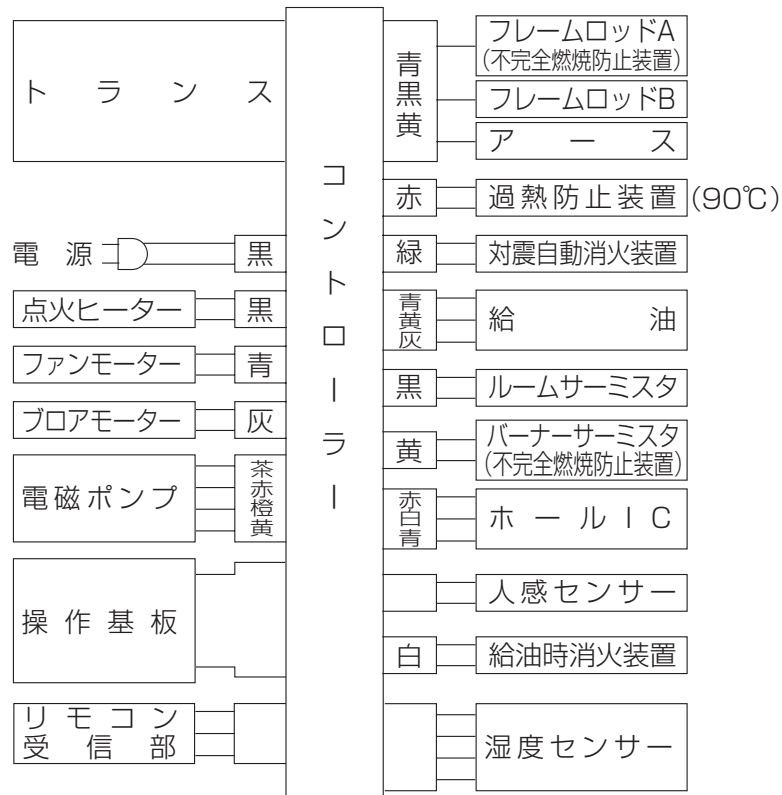 トランス
電源
黒
点火ヒーター
黒
ファンモーター
青
ブロアモーター
灰
電磁ポンプ
茶
赤
橙
黄
操作基板
リモコン
受信部
コントローラー
青
黒
黄
フレームロッドA
(不完全燃焼防止装置)
フレームロッドB
アース
赤
過熱防止装置(90℃)
緑
対震自動消火装置
青
黄
灰
給油
黒
ルームサーミスタ
黄
バーナーサーミスタ
(不完全燃焼防止装置)
赤
白
青
ホールIC
人感センサー
白
給油時消火装置
湿度センサー